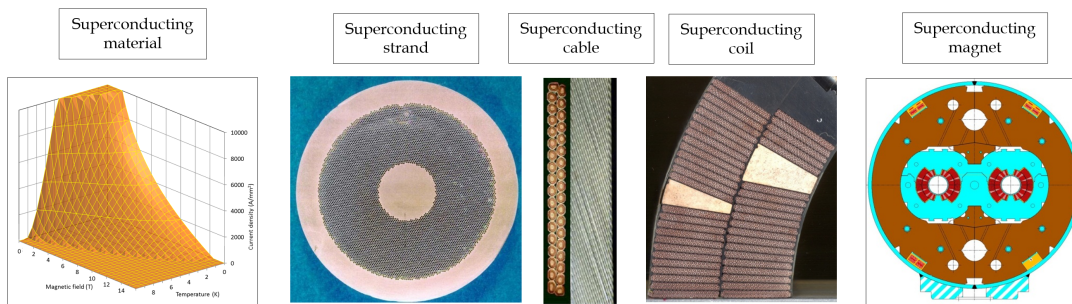 Superconducting
material
Superconducting
strand
Superconducting
cable
Superconducting
coil
Superconducting
magnet
10000
8000
6000
4000
2000
0
Current density (A/mm²)
0
2
4
6
8
10
12
14
Magnetic field (T)
8
6
4
2
0
Temperature (K)